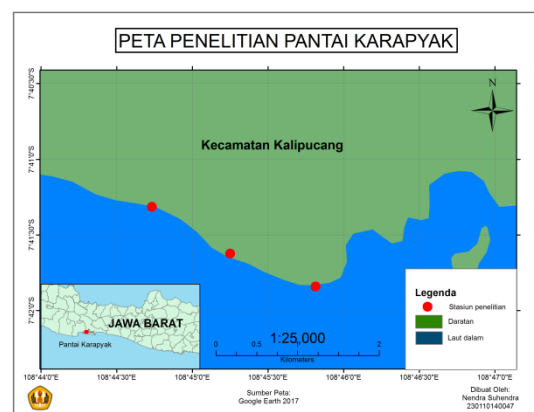 PETA PENELITIAN PANTAI KARAPYAK
7°40'30"S
7°41'0"S
7°41'30"S
7°42'0"S
N
Kecamatan Kalipucang
JAWA BARAT
Pantai Karapyak
1:25,000
0 0.5 1 2
Kilometers
Legenda
Stasiun penelitian
Daratan
Laut dalam
108°44'0"E 108°44'30"E 108°45'0"E 108°45'30"E 108°46'0"E 108°46'30"E 108°47'0"E
Sumber Peta:
Google Earth 2017
Dibuat Oleh:
Nendra Suhendra
230110140047